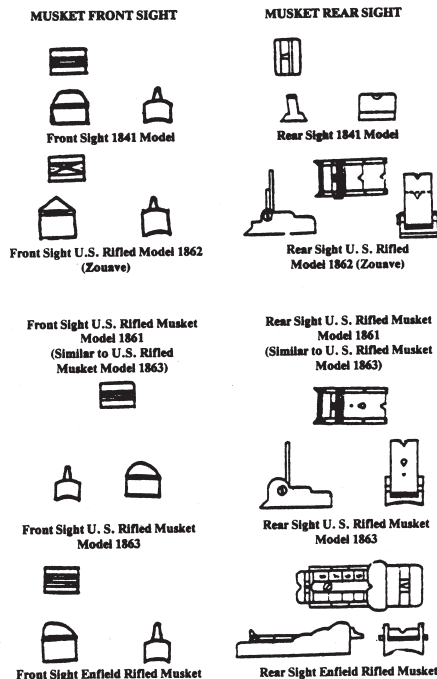 MUSKET FRONT SIGHT
Front Sight 1841 Model
Front Sight U.S. Rifled Model 1862
(Zouave)
Front Sight U.S. Rifled Musket
Model 1861
(Similar to U.S. Rifled
Musket Model 1863)
Front Sight U. S. Rifled Musket
Model 1863
Front Sight Enfield Rifled Musket
MUSKET REAR SIGHT
Rear Sight 1841 Model
Rear Sight U. S. Rifled
Model 1862 (Zouave)
Rear Sight U. S. Rifled Musket
Model 1861
(Similar to U. S. Rifled Musket
Model 1863)
Rear Sight U. S. Rifled Musket
Model 1863
Rear Sight Enfield Rifled Musket